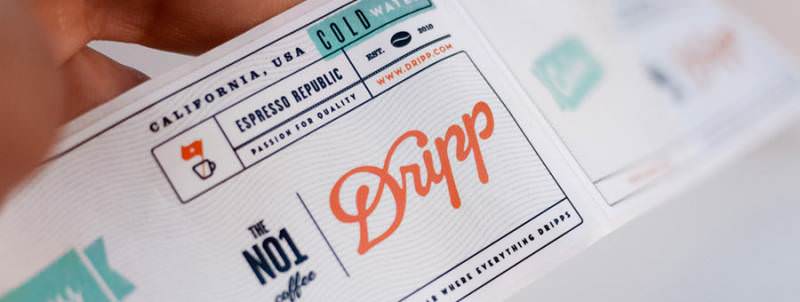 COLD WATER
CALIFORNIA, USA
EST. 2010
ESPRESSO REPUBLIC
WWW.DRIPP.COM
PASSION FOR QUALITY
Dripp
THE
NO1
coffee
WHERE EVERYTHING DRIPPS